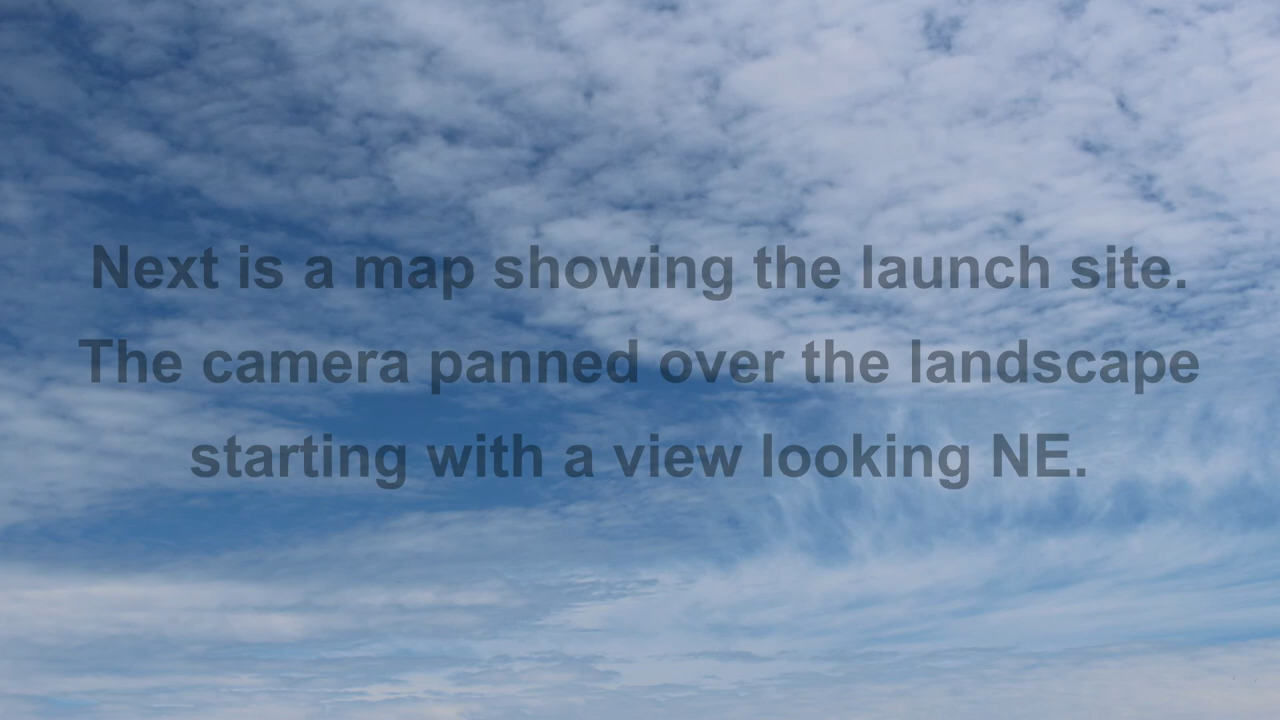 Next is a map showing the launch site.
The camera panned over the landscape
starting with a view looking NE.